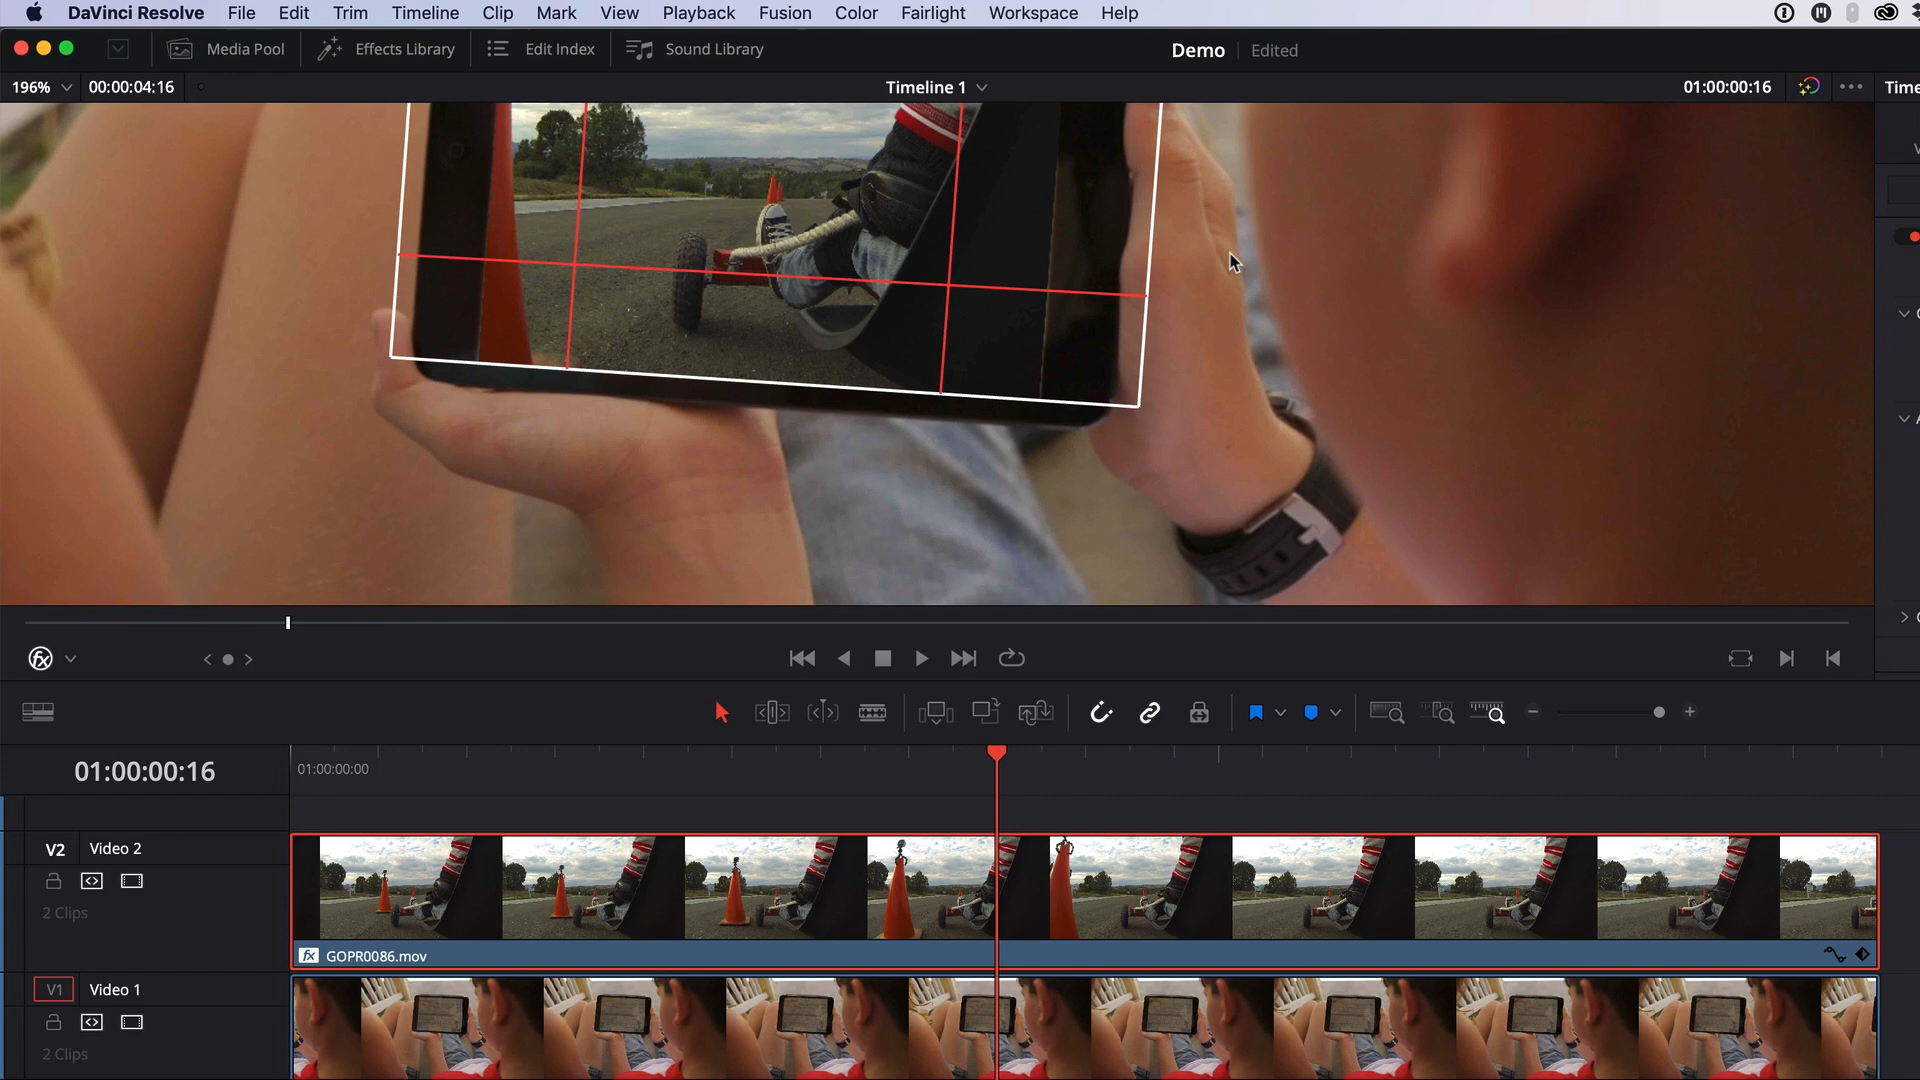 DaVinci Resolve File Edit Trim Timeline Clip Mark View Playback Fusion Color Fairlight Workspace Help
Media Pool Effects Library Edit Index Sound Library Demo Edited
196% 00:00:04:16 Timeline 1 01:00:00:16 Time
01:00:00:16 01:00:00:00
V2 Video 2
2 Clips
fx GOPR0086.mov
V1 Video 1
2 Clips